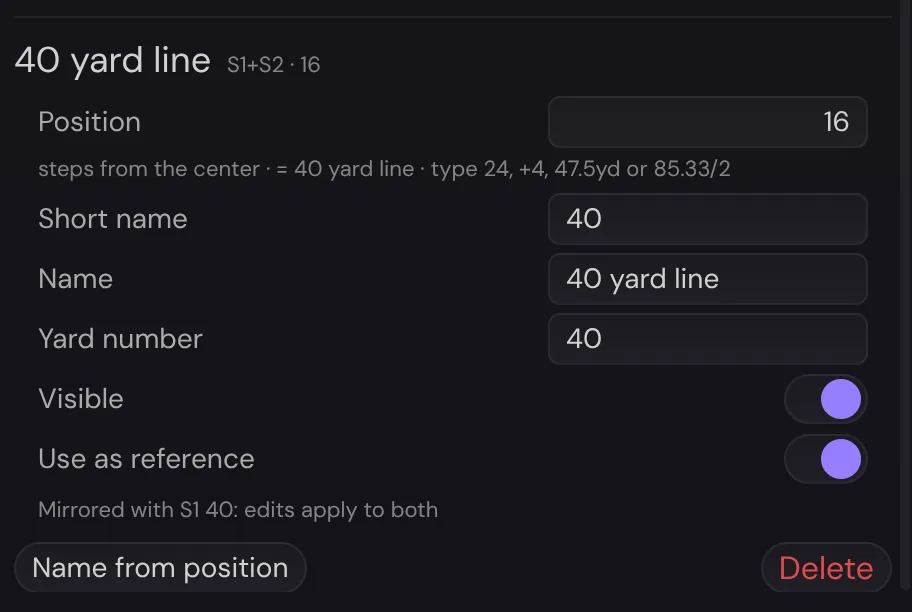 40 yard line S1+S2 · 16
Position 16
steps from the center · = 40 yard line · type 24, +4, 47.5yd or 85.33/2
Short name 40
Name 40 yard line
Yard number 40
Visible
Use as reference
Mirrored with S1 40: edits apply to both
Name from position Delete